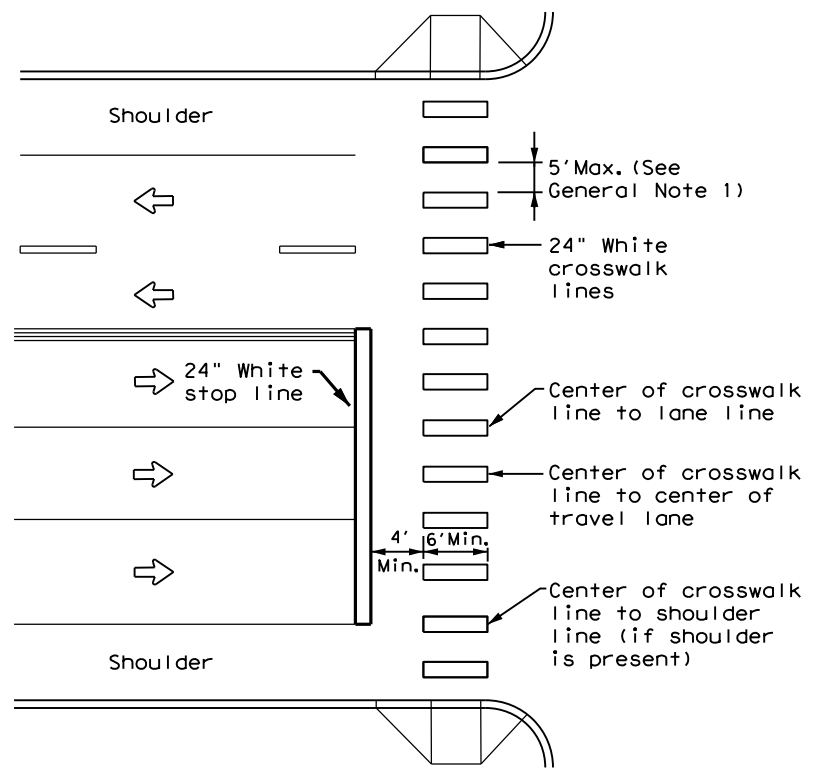 Shoulder
5'Max. (See
General Note 1)
24" White
crosswalk
lines
24" White
stop line
Center of crosswalk
line to lane line
Center of crosswalk
line to center of
travel lane
4'
Min.
6'Min.
Center of crosswalk
line to shoulder
line (if shoulder
is present)
Shoulder